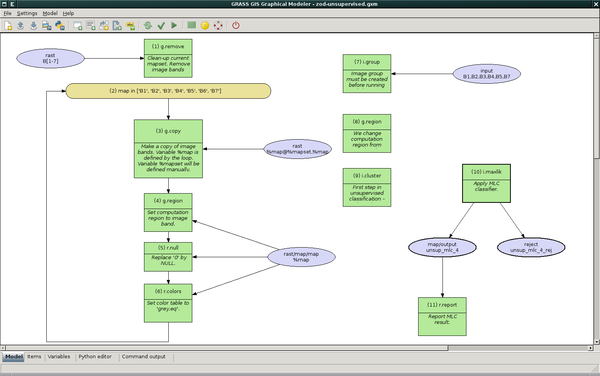 GRASS GIS Graphical Modeler - zod-unsupervised.gxm
File Settings Model Help
rast
B[1-7]
(1) g.remove
Clean-up current
mapset. Remove
image bands
(2) map in ['B1', 'B2', 'B3', 'B4', 'B5', 'B6', 'B7']
(3) g.copy
Make a copy of image
bands. Variable %map is
defined by the loop.
Variable %mapset will be
defined manually.
rast
%map@%mapset,%map
(4) g.region
Set computation
region to image
band.
(5) r.null
Replace '0' by
NULL.
rast/map/map
%map
(6) r.colors
Set color table to
'grey.eq'.
(7) i.group
Image group
must be created
before running
input
B1,B2,B3,B4,B5,B7
(8) g.region
We change
computation
region from
(9) i.cluster
First step in
unsupervised
classification -
(10) i.maxlik
Apply MLC
classifier.
map/output
unsup_mlc_4
reject
unsup_mlc_4_rej
(11) r.report
Report MLC
result.
Model Items Variables Python editor Command output